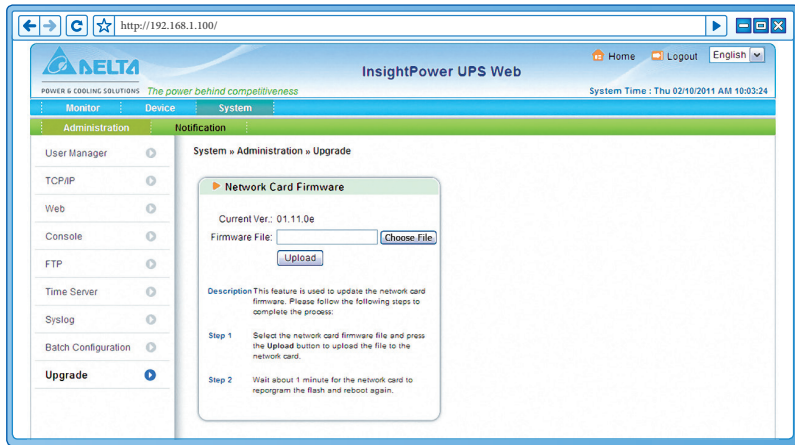 http://192.168.1.100/
DELTA
POWER & COOLING SOLUTIONS The power behind competitiveness
InsightPower UPS Web
Home Logout English
System Time : Thu 02/10/2011 AM 10:03:24
Monitor Device System
Administration Notification
User Manager
TCP/IP
Web
Console
FTP
Time Server
Syslog
Batch Configuration
Upgrade
System » Administration » Upgrade
Network Card Firmware
Current Ver.: 01.11.0e
Firmware File: Choose File
Upload
Description This feature is used to update the network card
firmware. Please follow the following steps to
complete the process:
Step 1 Select the network card firmware file and press
the Upload button to upload the file to the
network card.
Step 2 Wait about 1 minute for the network card to
reporgram the flash and reboot again.